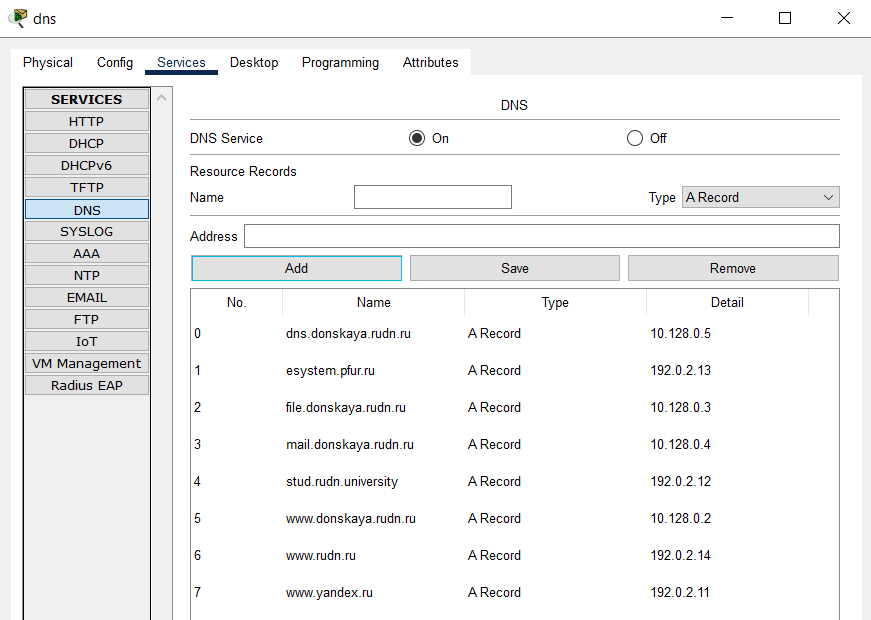 dns
Physical Config Services Desktop Programming Attributes
SERVICES
HTTP
DHCP
DHCPv6
TFTP
DNS
SYSLOG
AAA
NTP
EMAIL
FTP
IoT
VM Management
Radius EAP
DNS
DNS Service On Off
Resource Records
Name Type A Record
Address
Add Save Remove
No. Name Type Detail
0 dns.donskaya.rudn.ru A Record 10.128.0.5
1 esystem.pfur.ru A Record 192.0.2.13
2 file.donskaya.rudn.ru A Record 10.128.0.3
3 mail.donskaya.rudn.ru A Record 10.128.0.4
4 stud.rudn.university A Record 192.0.2.12
5 www.donskaya.rudn.ru A Record 10.128.0.2
6 www.rudn.ru A Record 192.0.2.14
7 www.yandex.ru A Record 192.0.2.11